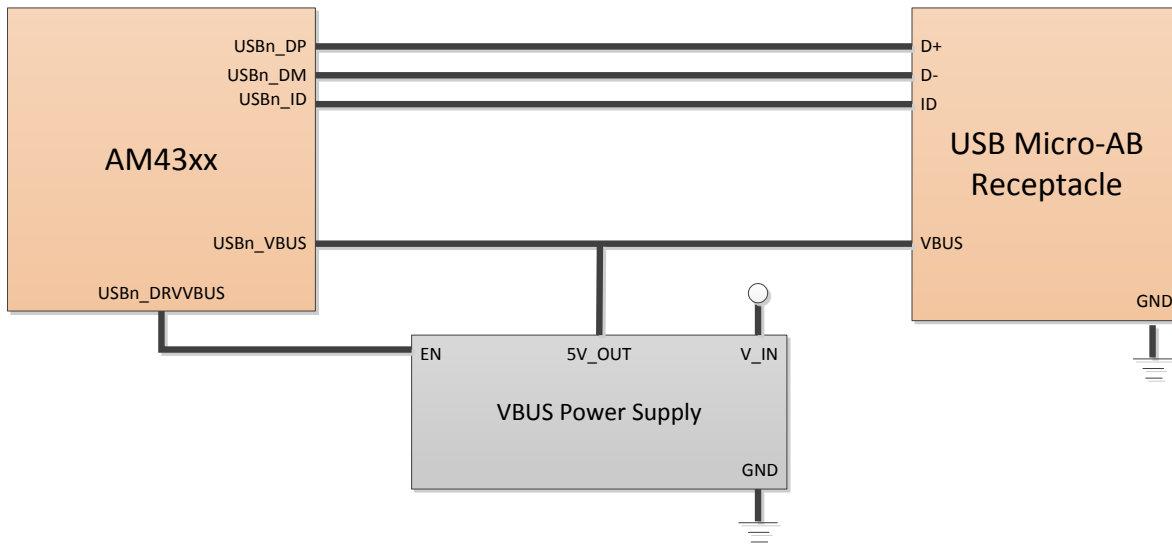 USBn_DP
USBn_DM
USBn_ID
AM43xx
USBn_VBUS
USBn_DRVVBUS
D+
D-
ID
USB Micro-AB
Receptacle
VBUS
GND
EN
5V_OUT
V_IN
VBUS Power Supply
GND